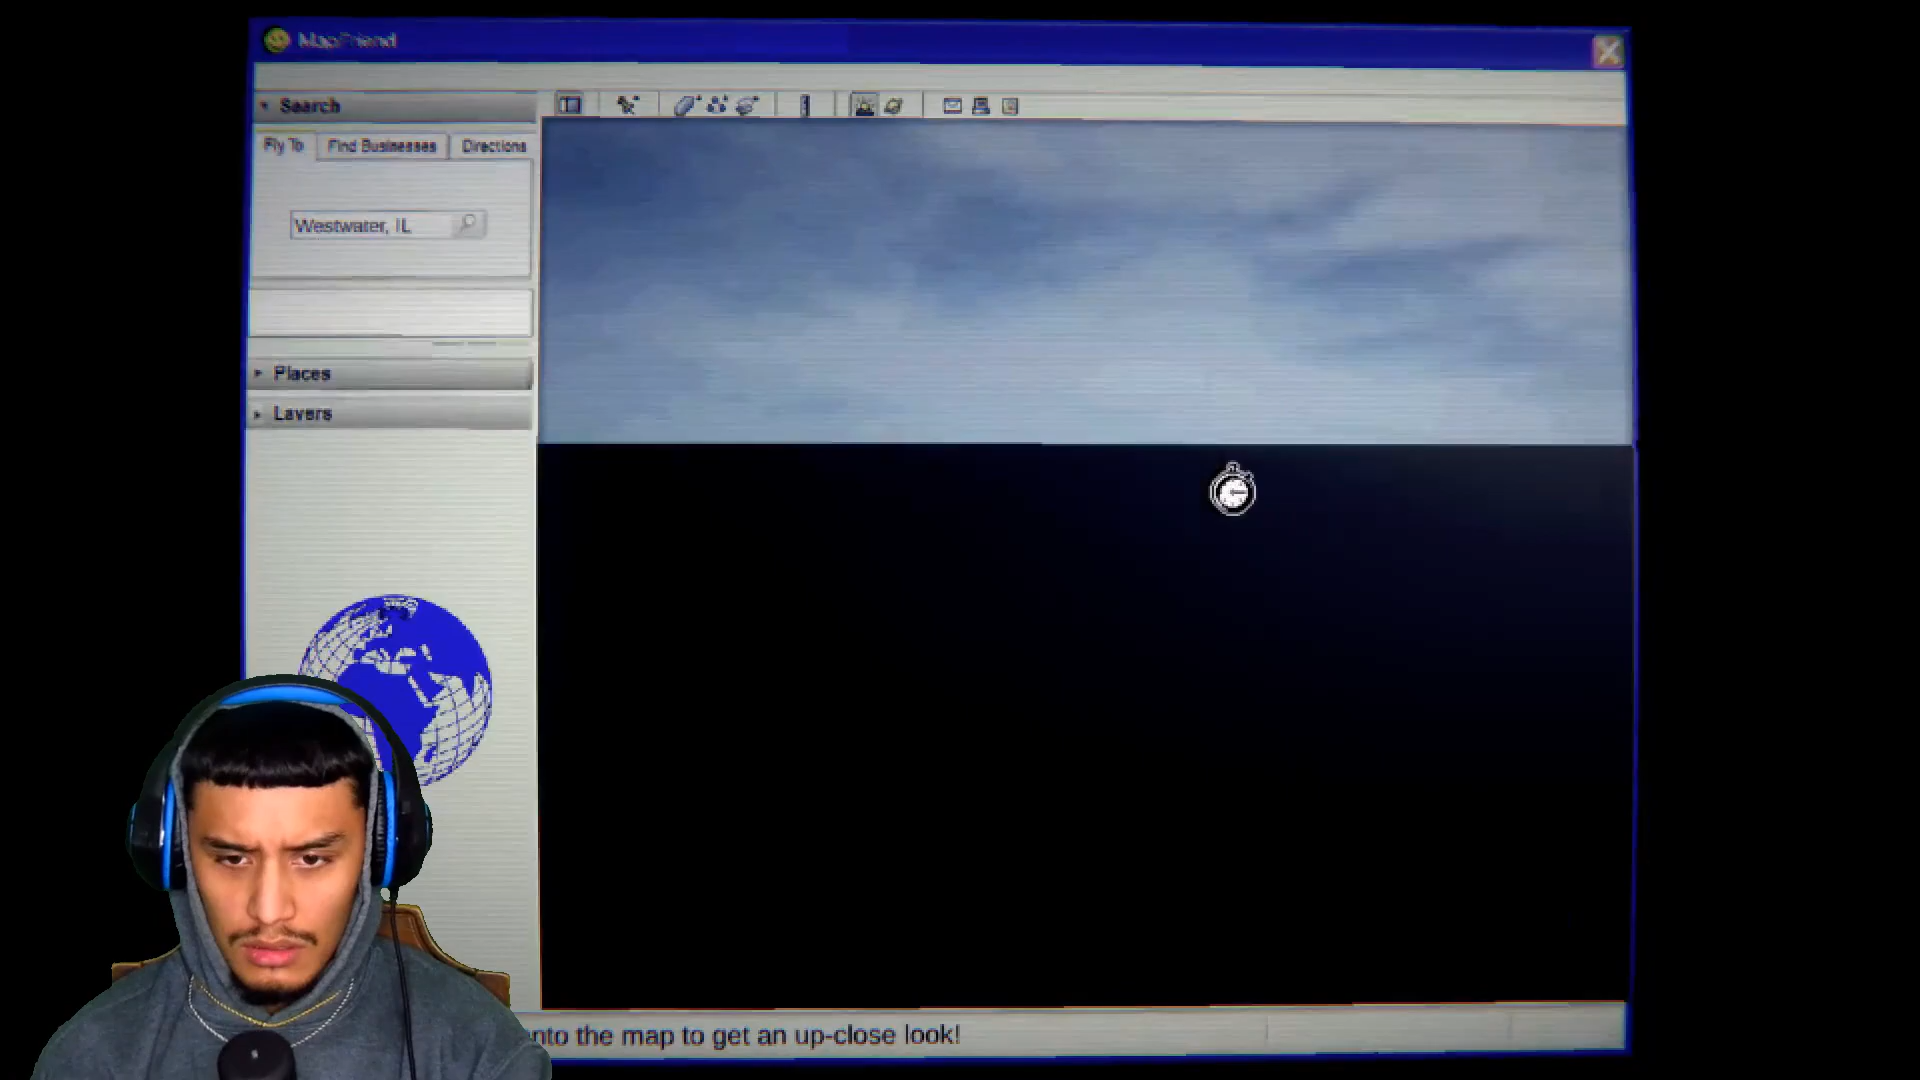 MapFriend
Search
Fly To
Find Businesses
Directions
Westwater, IL
Places
Layers
onto the map to get an up-close look!